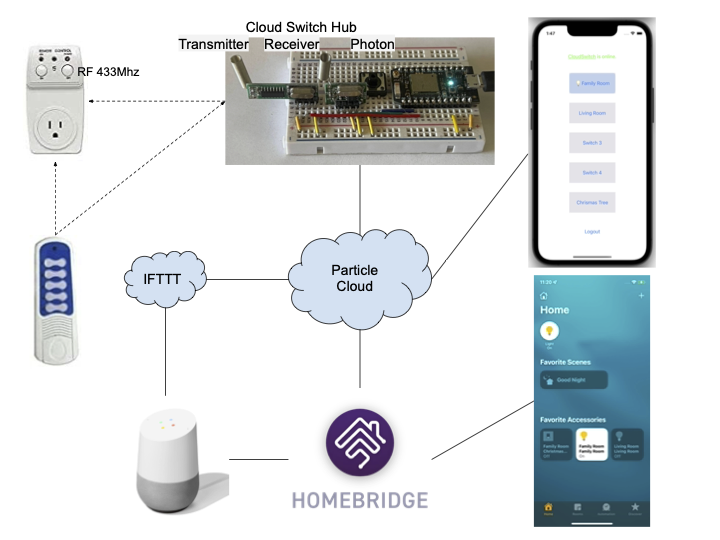 Cloud Switch Hub
Transmitter Receiver Photon
REMOTE CONTROL
RF 433Mhz
1:47
CloudSwitch is online
Family Room
Living Room
Switch 3
Switch 4
Christmas Tree
Logout
IFTTT
Particle
Cloud
11:20
Home
Favorite Scenes
Good Night
Favorite Accessories
Family Room
Christmas...
Family Room
Family Room
Living Room
Living Room
HOMEBRIDGE